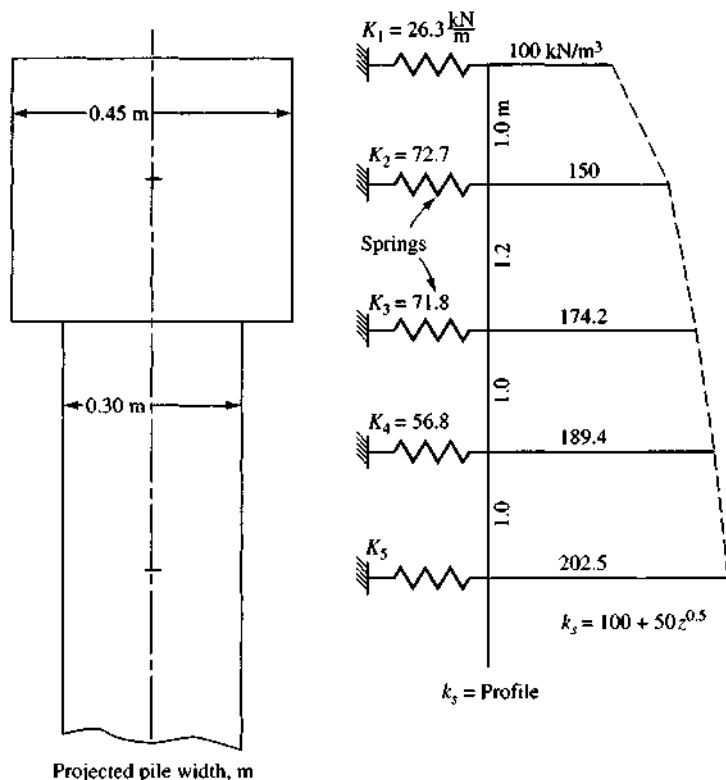 0.45 m
0.30 m
Projected pile width, m
K₁ = 26.3 kN/m
100 kN/m³
1.0 m
K₂ = 72.7
150
Springs
1.2
K₃ = 71.8
174.2
1.0
K₄ = 56.8
189.4
1.0
K₅
202.5
kₛ = 100 + 50z⁰·⁵
kₛ = Profile